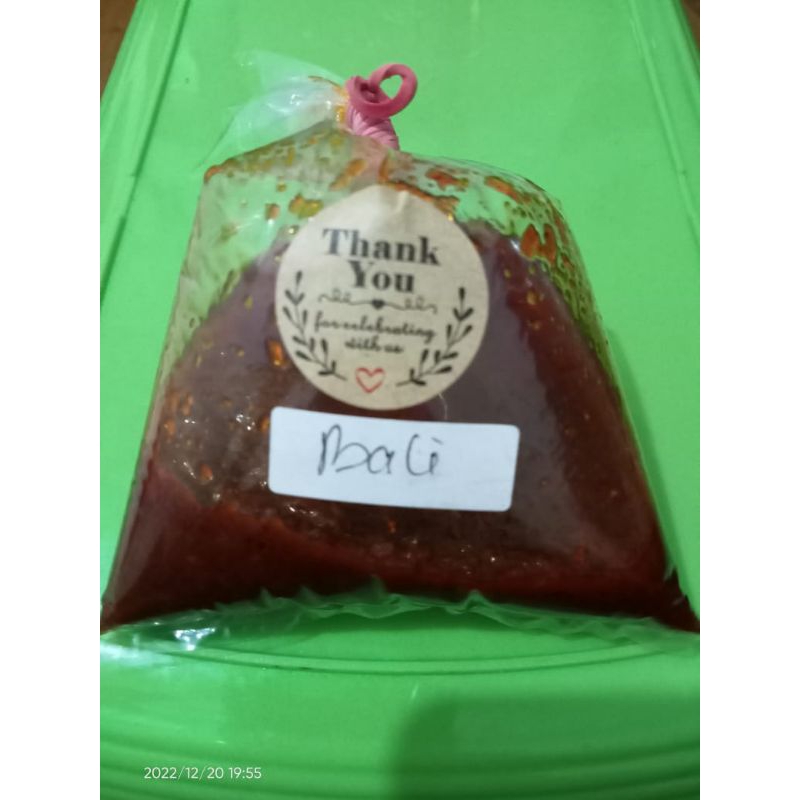 Thank
You
for celebrating
with us
Bali
2022/12/20 19:55